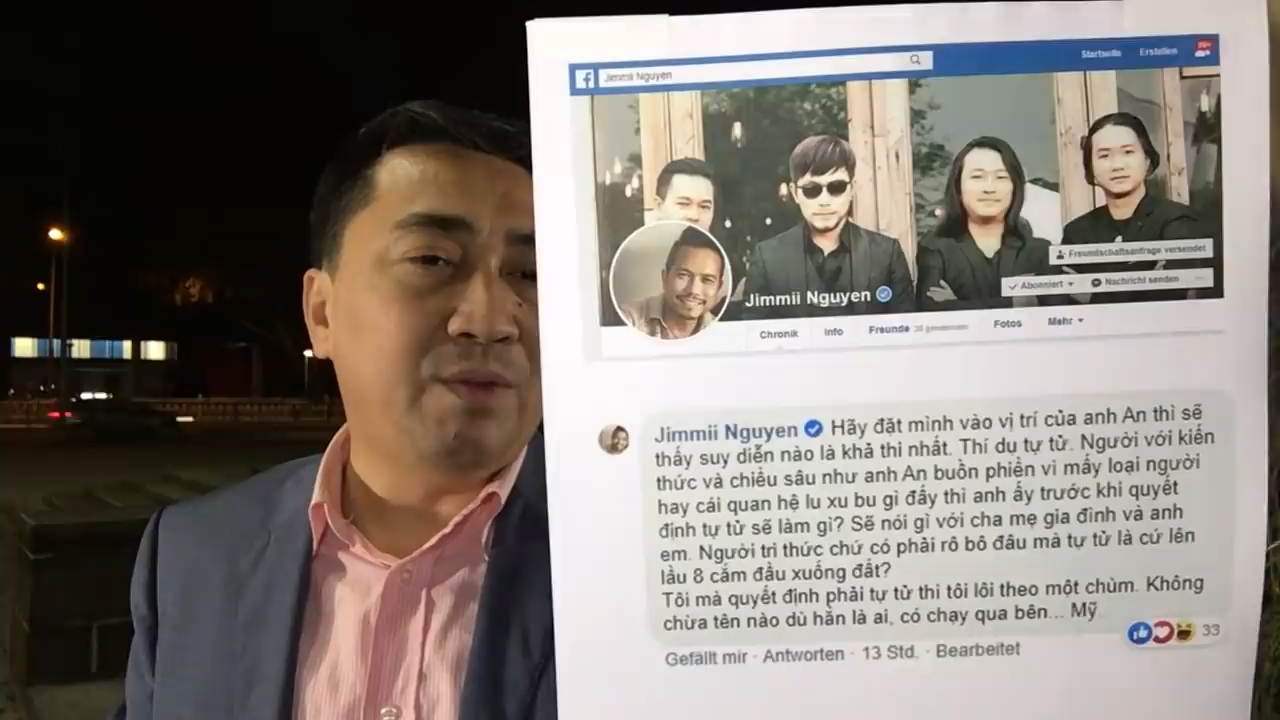 Jimmii Nguyen
Startseite Erstellen
Freundschaftsanfrage versendet
Abonniert Nachricht senden
Jimmii Nguyen
Chronik Info Freunde Fotos Mehr
Jimmii Nguyen Hãy đặt mình vào vị trí của anh An thì sẽ
thấy suy diễn nào là khả thi nhất. Thí dụ tự tử. Người với kiến
thức và chiều sâu như anh An buồn phiền vì mấy loại người
hay cái quan hệ lu xu bu gì đấy thì anh ấy trước khi quyết
định tự tử sẽ làm gì? Sẽ nói gì với cha mẹ gia đình và anh
em. Người trì thức chứ có phải rô bô đâu mà tự tử là cứ lên
lầu 8 cắm đầu xuống đất?
Tôi mà quyết định phải tự tử thì tôi lôi theo một chùm. Không
chừa tên nào dù hắn là ai, có chạy qua bên... Mỹ.
33
Gefällt mir · Antworten · 13 Std. · Bearbeitet